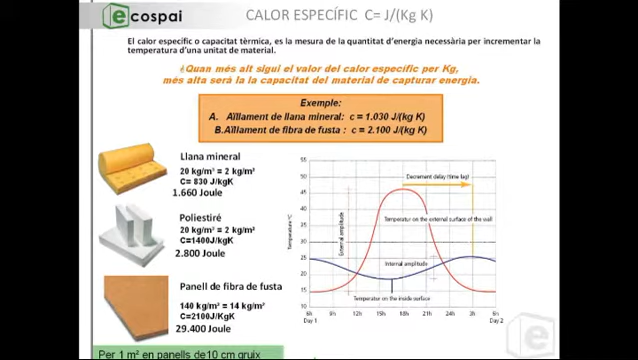 ecospai
CALOR ESPECÍFIC C= J/(Kg K)
El calor específic o capacitat tèrmica, es la mesura de la quantitat d'energia necessària per incrementar la
temperatura d'una unitat de material.
¿Quan més alt sigui el valor del calor específic per Kg,
més alta serà la la capacitat del material de capturar energia.
Exemple:
A. Aïllament de llana mineral: c = 1.030 J/(kg K)
B.Aïllament de fibra de fusta : c = 2.100 J/(kg K)
Llana mineral
20 kg/m³ = 2 kg/m²
C= 830 J/KgK
1.660 Joule
Poliestiré
20 kg/m³ = 2 kg/m²
C=1400J/KgK
2.800 Joule
Panell de fibra de fusta
140 kg/m³ = 14 kg/m²
C=2100J/KgK
29.400 Joule
Per 1 m² en panells de10 cm gruix
Temperature °C
55
50
45
40
35
30
25
20
15
10
Decrement delay (time lag)
Temperatur on the external surface of the wall
External amplitude
Internal amplitude
Temperatur on the inside surface
6h 9h 12h 15h 18h 21h 24h 3h 6h
Day 1 Day 2